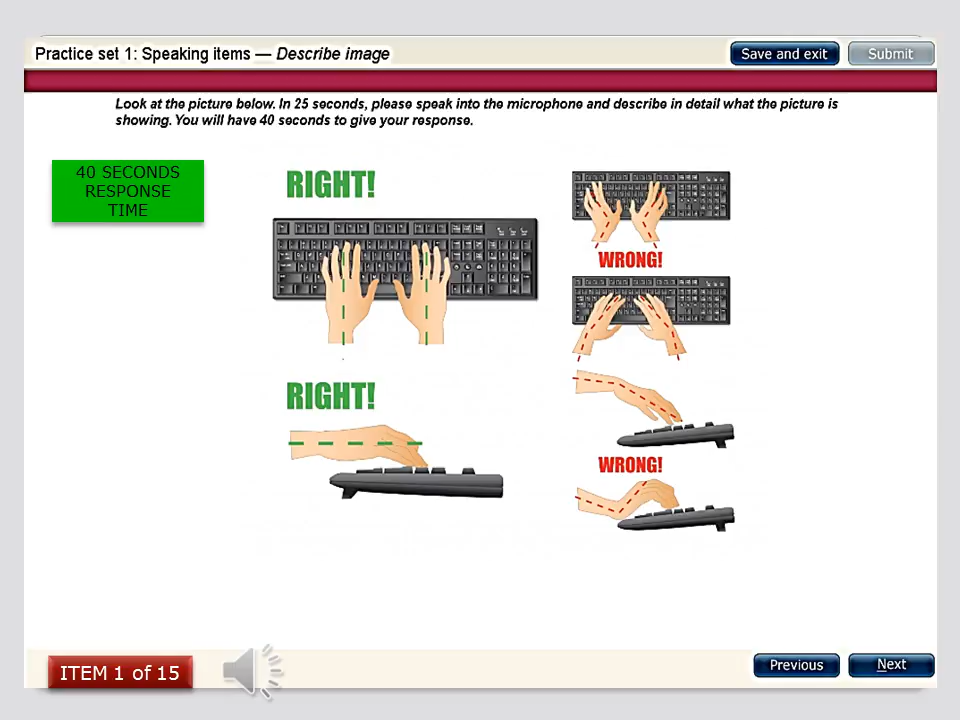 Practice set 1: Speaking items — Describe image
Save and exit
Submit
Look at the picture below. In 25 seconds, please speak into the microphone and describe in detail what the picture is
showing. You will have 40 seconds to give your response.
40 SECONDS
RESPONSE
TIME
RIGHT!
WRONG!
RIGHT!
WRONG!
ITEM 1 of 15
Previous
Next